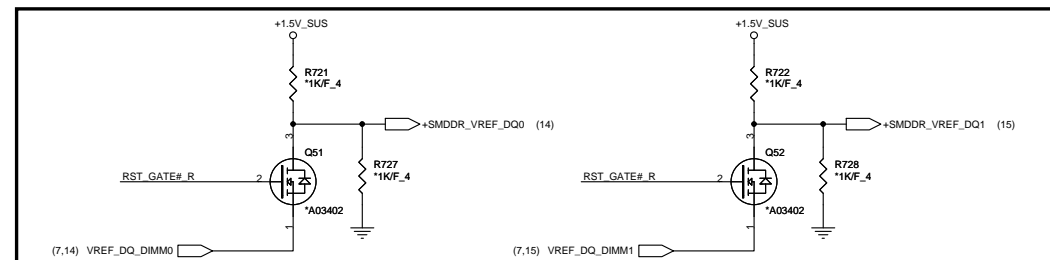 +1.5V_SUS
R721
*1K/F_4
+SMDDR_VREF_DQ0 (14)
3
Q51
R727
*1K/F_4
RST_GATE#_R
2
*A03402
1
(7,14) VREF_DQ_DIMM0
+1.5V_SUS
R722
*1K/F_4
+SMDDR_VREF_DQ1 (15)
3
Q52
R728
*1K/F_4
RST_GATE#_R
2
*A03402
1
(7,15) VREF_DQ_DIMM1